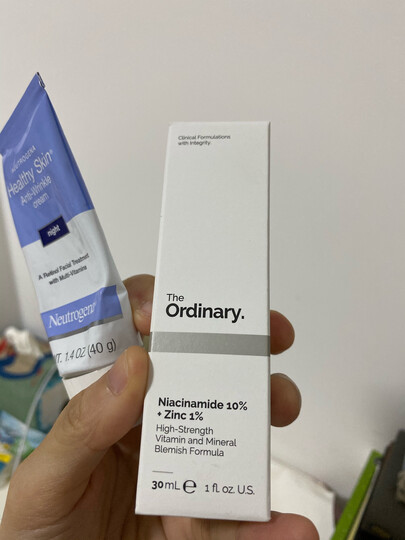 NEUTROGENA
Healthy Skin®
Anti-Wrinkle
cream
night
A Retinol Facial Treatment
with Multi-Vitamins
Neutrogena®
WT. 1.4 OZ (40 g)
Clinical Formulations
with Integrity.
The
Ordinary.
Niacinamide 10%
+ Zinc 1%
High-Strength
Vitamin and Mineral
Blemish Formula
30 mL ℮ 1 fl. oz. U.S.